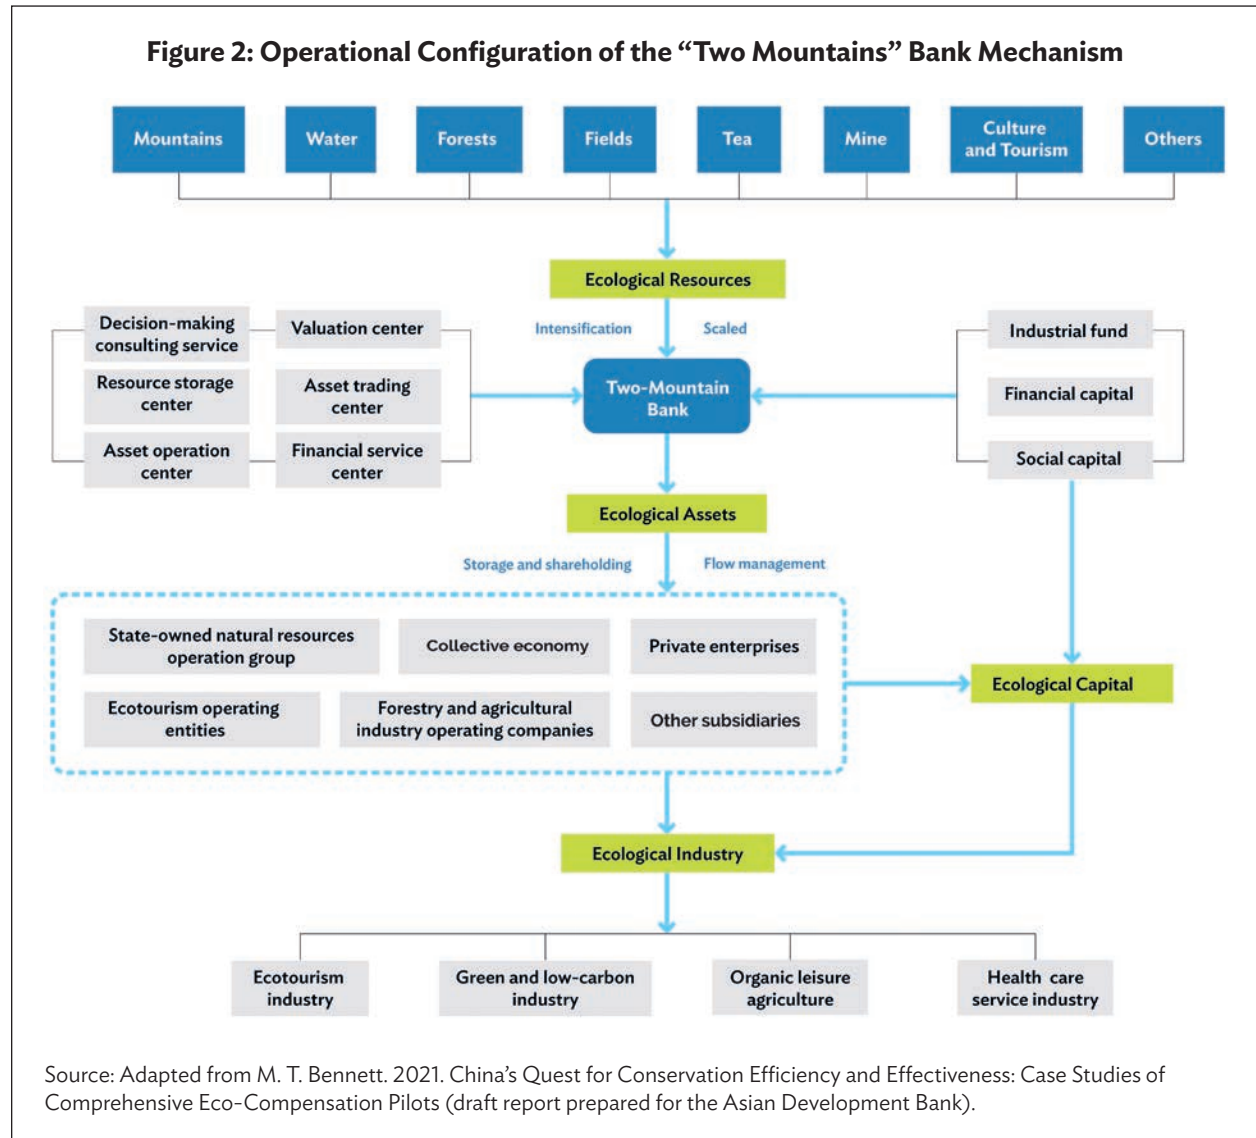 Figure 2: Operational Configuration of the “Two Mountains” Bank Mechanism
Mountains
Water
Forests
Fields
Tea
Mine
Culture
and Tourism
Others
Ecological Resources
Intensification
Scaled
Decision-making
consulting service
Valuation center
Resource storage
center
Asset trading
center
Asset operation
center
Financial service
center
Two-Mountain
Bank
Industrial fund
Financial capital
Social capital
Ecological Assets
Storage and shareholding
Flow management
State-owned natural resources
operation group
Collective economy
Private enterprises
Ecotourism operating
entities
Forestry and agricultural
industry operating companies
Other subsidiaries
Ecological Capital
Ecological Industry
Ecotourism
industry
Green and low-carbon
industry
Organic leisure
agriculture
Health care
service industry
Source: Adapted from M. T. Bennett. 2021. China’s Quest for Conservation Efficiency and Effectiveness: Case Studies of
Comprehensive Eco-Compensation Pilots (draft report prepared for the Asian Development Bank).